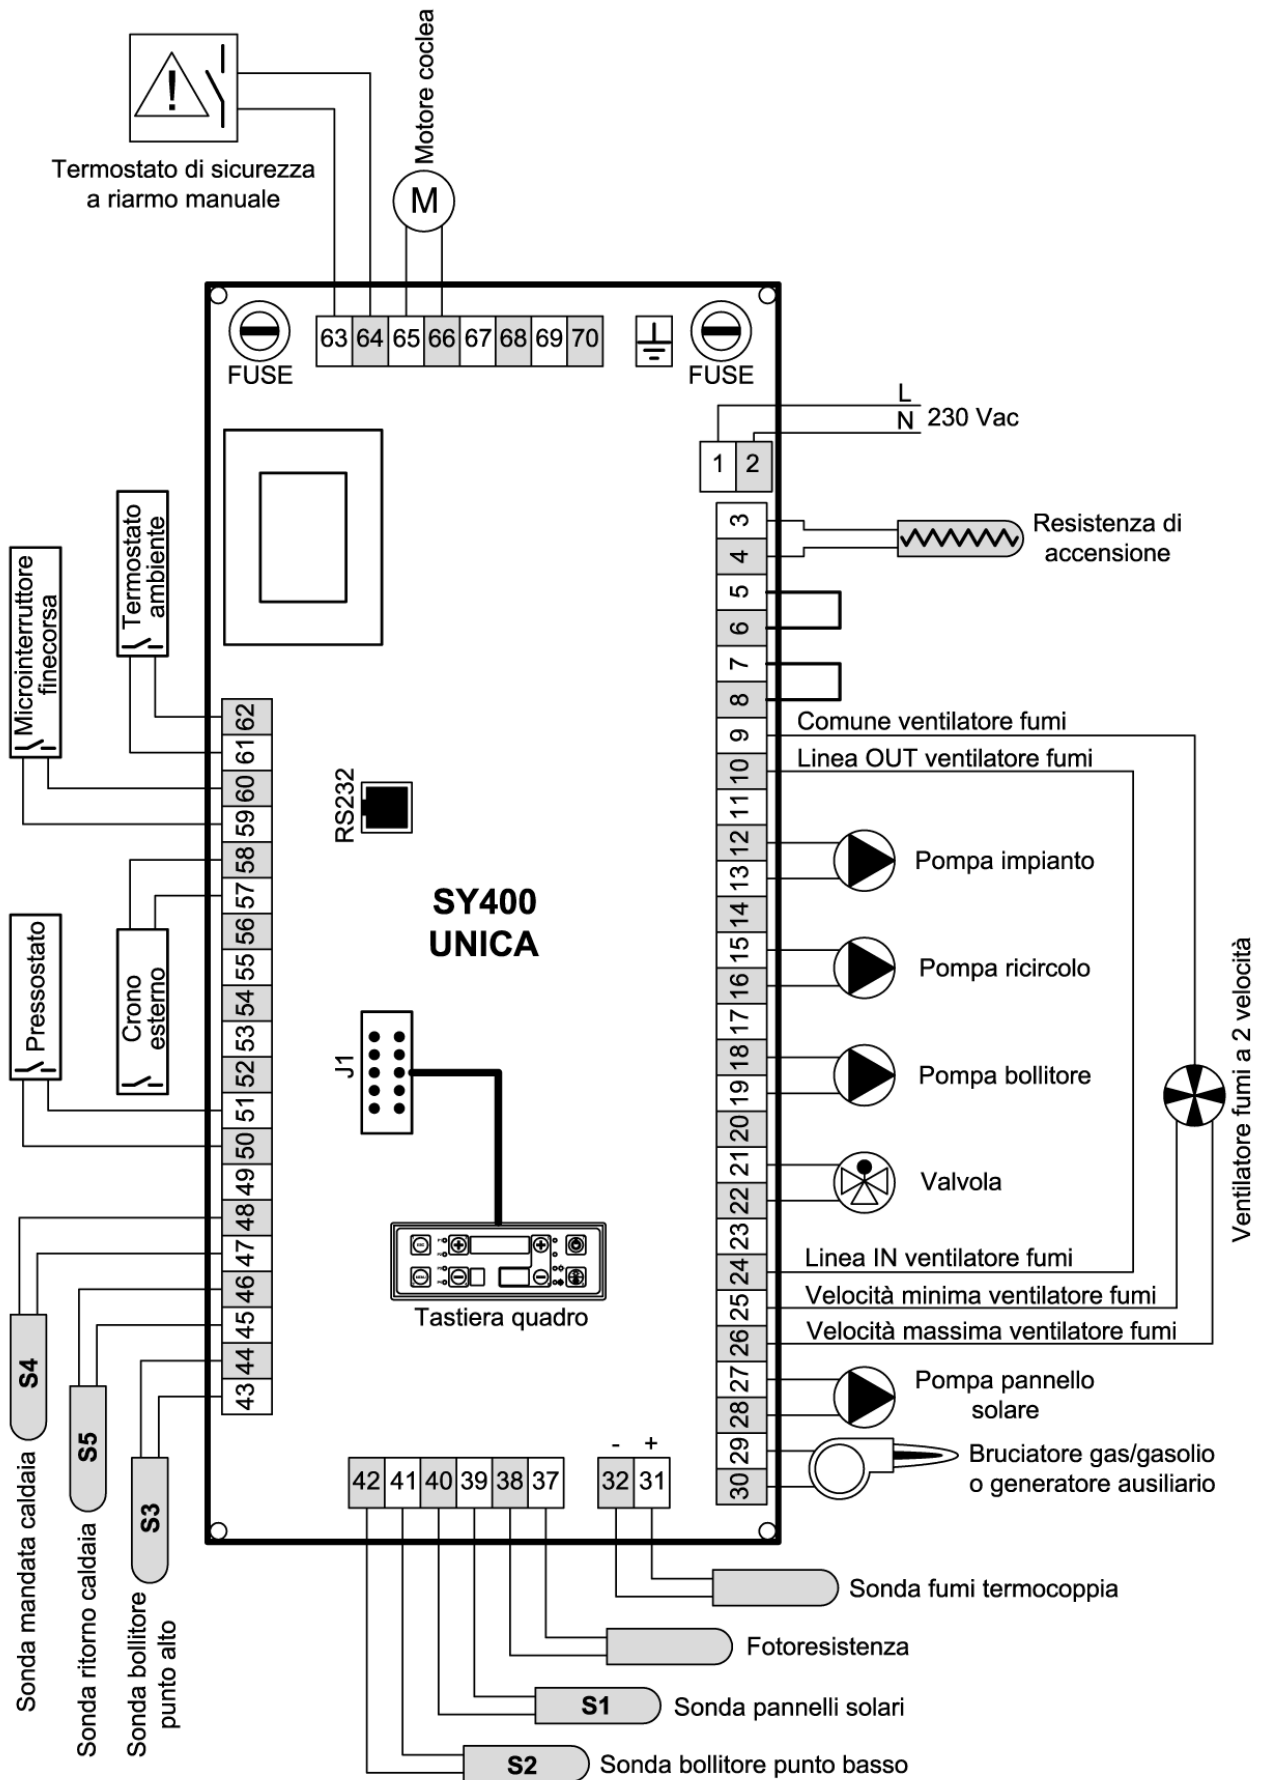 Motore coclea
Termostato di sicurezza
a riarmo manuale
M
FUSE
63 64 65 66 67 68 69 70
FUSE
L
N
230 Vac
1 2
3
4
5
6
7
8
9
10
11
12
13
14
15
16
17
18
19
20
21
22
23
24
25
26
27
28
29
30
Resistenza di
accensione
Comune ventilatore fumi
Linea OUT ventilatore fumi
Pompa impianto
Pompa ricircolo
Pompa bollitore
Valvola
Linea IN ventilatore fumi
Velocità minima ventilatore fumi
Velocità massima ventilatore fumi
Ventilatore fumi a 2 velocità
Pompa pannello
solare
Bruciatore gas/gasolio
o generatore ausiliario
Microinterruttore
finecorsa
Termostato
ambiente
Pressostato
Crono
esterno
62
61
60
59
58
57
56
55
54
53
52
51
50
49
48
47
46
45
44
43
RS232
SY400
UNICA
J1
Tastiera quadro
S4
S5
S3
Sonda mandata caldaia
Sonda ritorno caldaia
Sonda bollitore
punto alto
42 41 40 39 38 37
- +
32 31
Sonda fumi termocoppia
Fotoresistenza
S1
Sonda pannelli solari
S2
Sonda bollitore punto basso